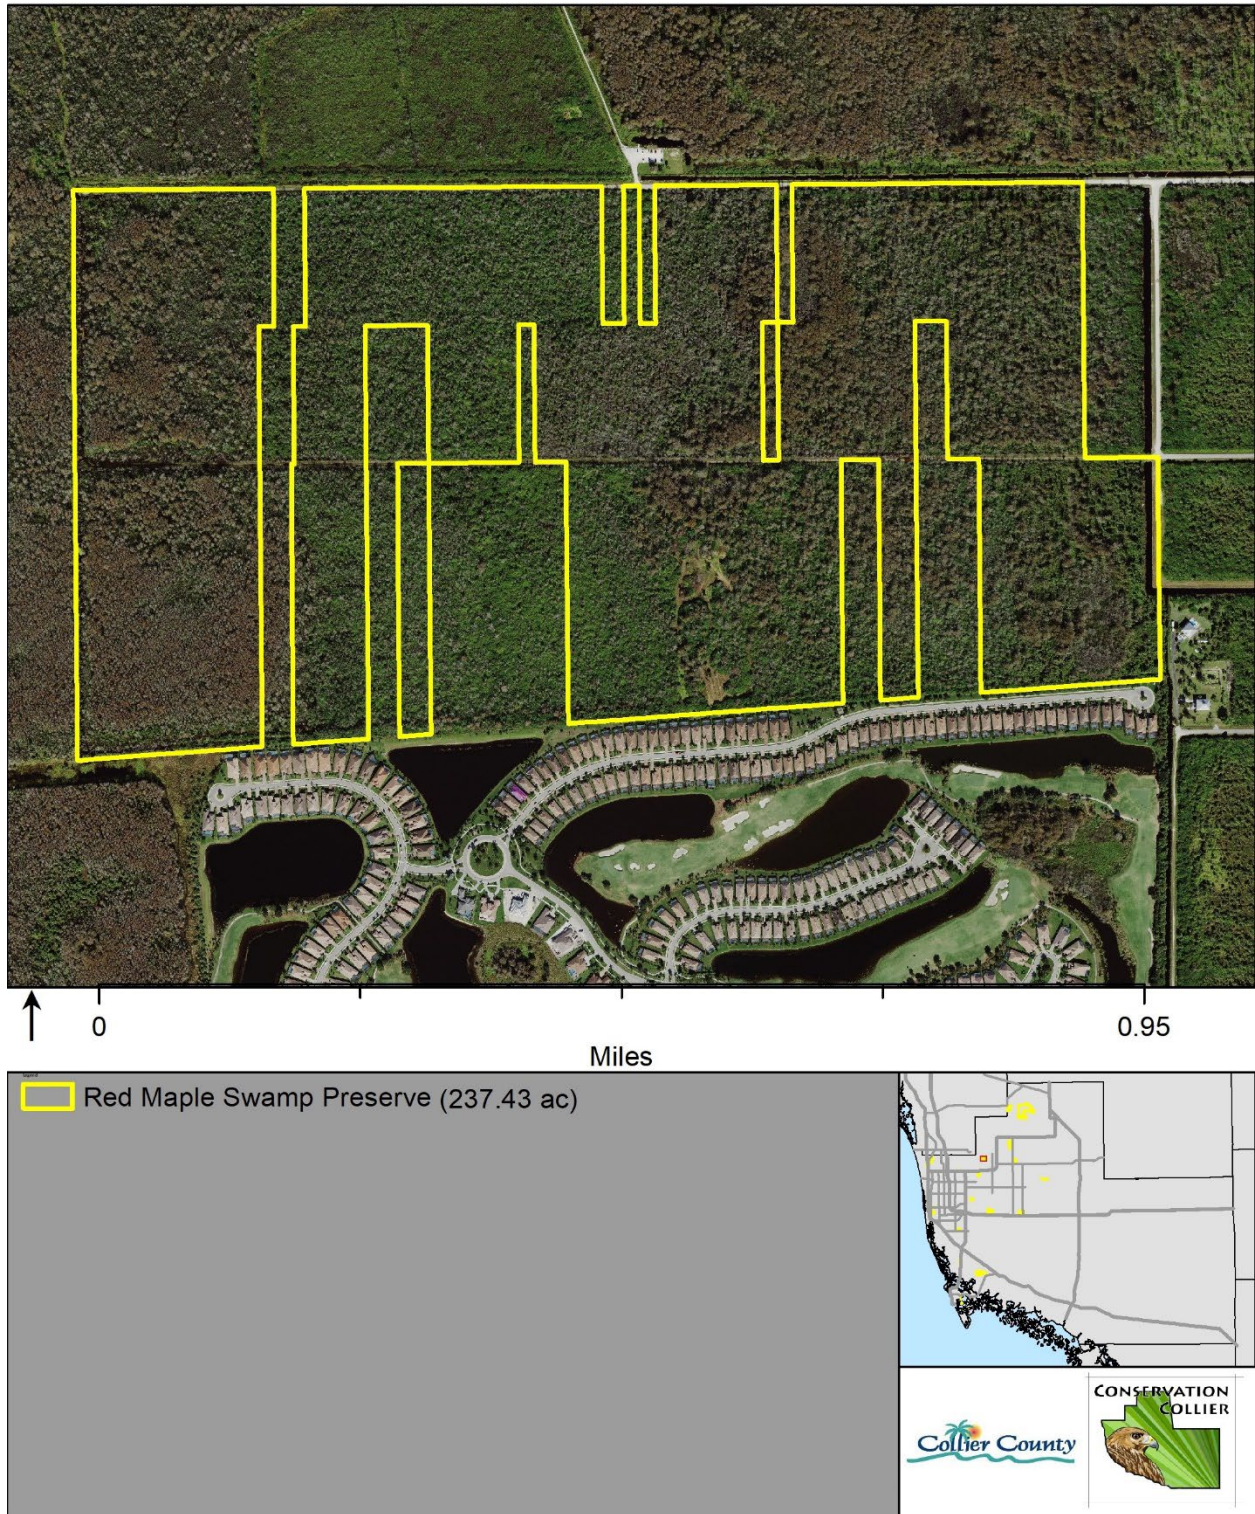 0
0.95
Miles
Red Maple Swamp Preserve (237.43 ac)
Collier County
CONSERVATION
COLLIER